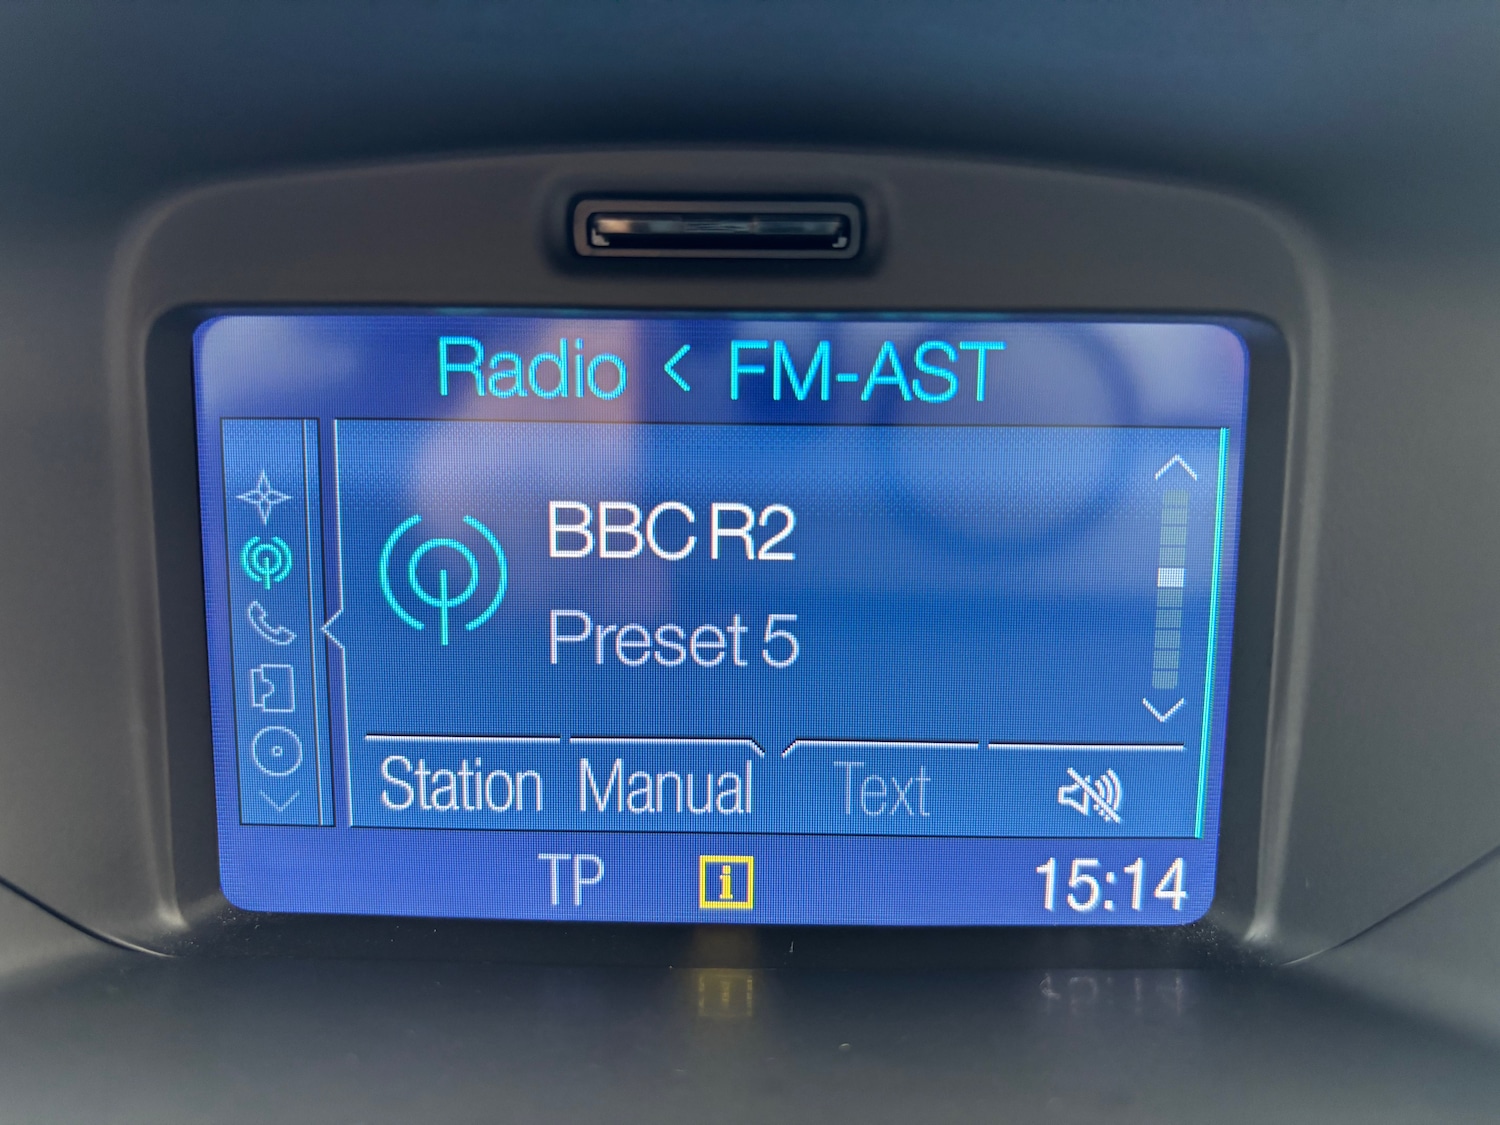 Radio < FM-AST
BBC R2
Preset 5
Station Manual Text
TP i 15:14